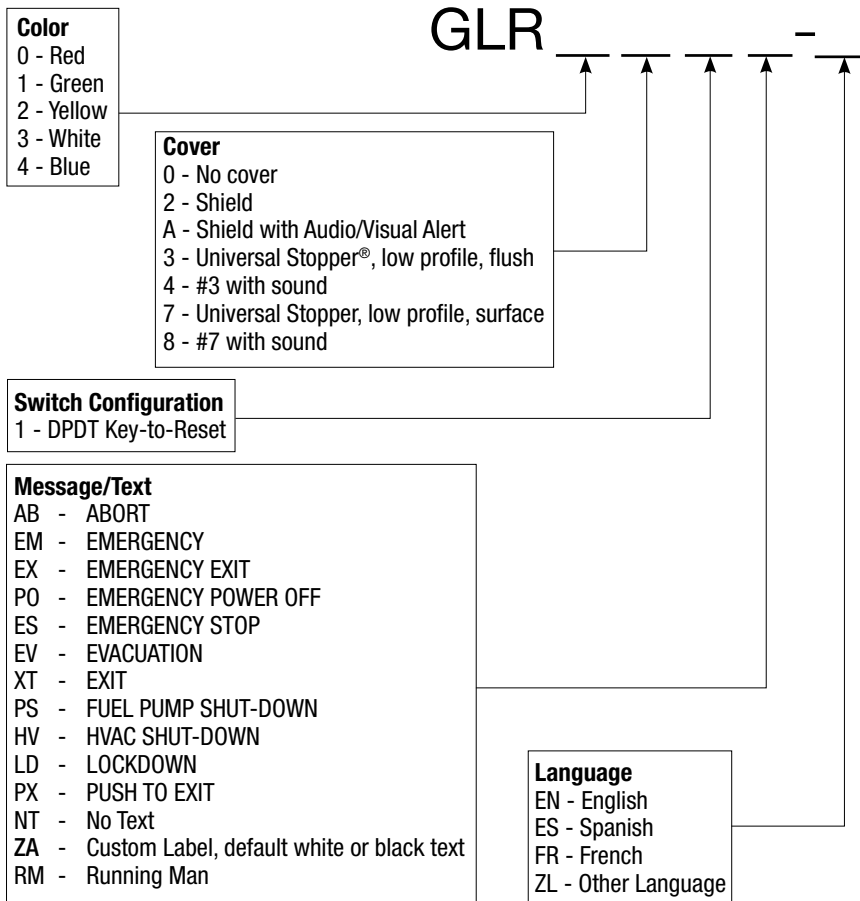 GLR __ __ __ __ - __
Color
0 - Red
1 - Green
2 - Yellow
3 - White
4 - Blue
Cover
0 - No cover
2 - Shield
A - Shield with Audio/Visual Alert
3 - Universal Stopper®, low profile, flush
4 - #3 with sound
7 - Universal Stopper, low profile, surface
8 - #7 with sound
Switch Configuration
1 - DPDT Key-to-Reset
Message/Text
AB - ABORT
EM - EMERGENCY
EX - EMERGENCY EXIT
PO - EMERGENCY POWER OFF
ES - EMERGENCY STOP
EV - EVACUATION
XT - EXIT
PS - FUEL PUMP SHUT-DOWN
HV - HVAC SHUT-DOWN
LD - LOCKDOWN
PX - PUSH TO EXIT
NT - No Text
ZA - Custom Label, default white or black text
RM - Running Man
Language
EN - English
ES - Spanish
FR - French
ZL - Other Language